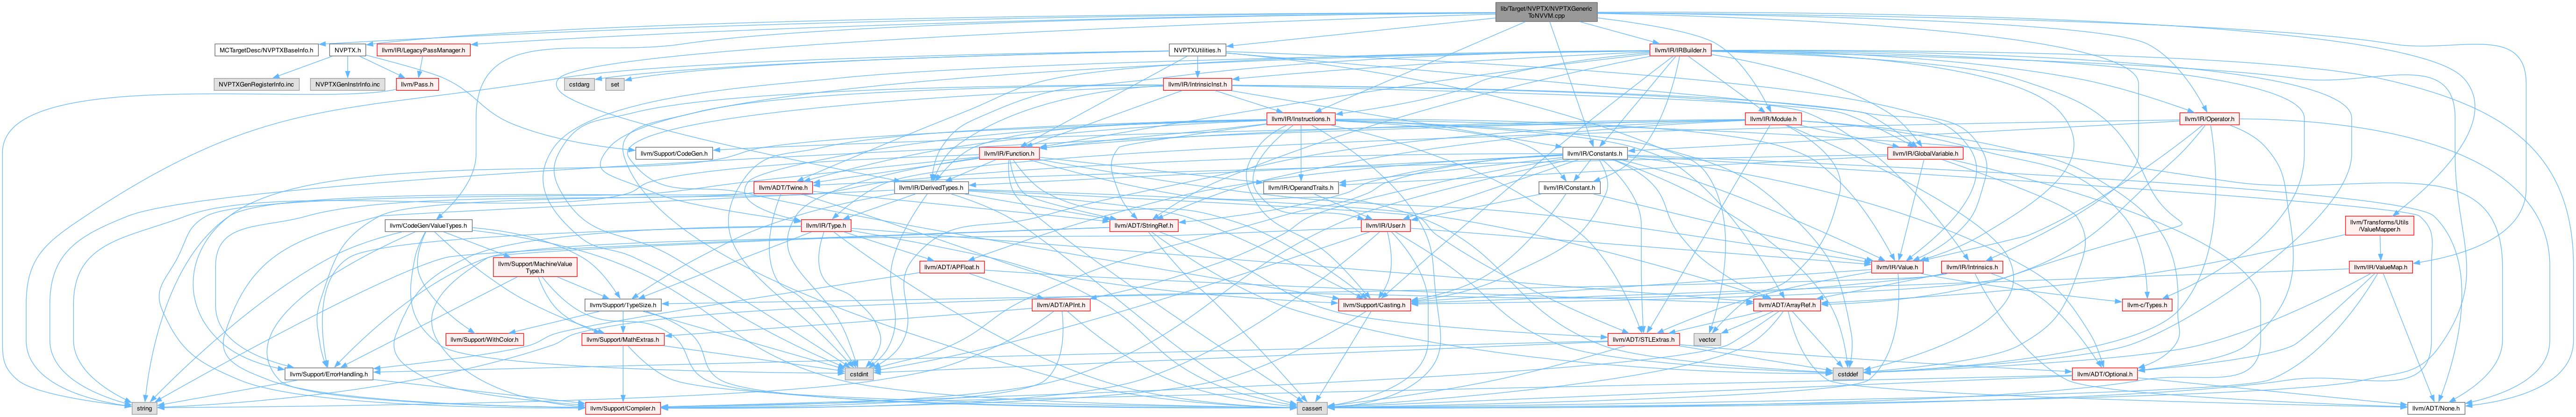 lib/Target/NVPTX/NVPTXGeneric
ToNVVM.cpp
MCTargetDesc/NVPTXBaseInfo.h
NVPTX.h
llvm/IR/LegacyPassManager.h
NVPTXUtilities.h
llvm/IR/IRBuilder.h
NVPTXGenRegisterInfo.inc
NVPTXGenInstrInfo.inc
llvm/Pass.h
cstdarg
set
llvm/IR/IntrinsicInst.h
llvm/IR/Instructions.h
llvm/IR/Module.h
llvm/IR/Operator.h
llvm/Support/CodeGen.h
llvm/IR/Function.h
llvm/IR/Constants.h
llvm/IR/GlobalVariable.h
llvm/ADT/Twine.h
llvm/IR/DerivedTypes.h
llvm/IR/OperandTraits.h
llvm/IR/Constant.h
llvm/CodeGen/ValueTypes.h
llvm/IR/Type.h
llvm/ADT/StringRef.h
llvm/IR/User.h
llvm/Transforms/Utils
/ValueMapper.h
llvm/Support/MachineValue
Type.h
llvm/ADT/APFloat.h
llvm/IR/Value.h
llvm/IR/Intrinsics.h
llvm/IR/ValueMap.h
llvm/Support/TypeSize.h
llvm/ADT/APInt.h
llvm/Support/Casting.h
llvm/ADT/ArrayRef.h
llvm-c/Types.h
llvm/Support/WithColor.h
llvm/Support/MathExtras.h
llvm/ADT/STLExtras.h
vector
llvm/Support/ErrorHandling.h
cstdint
cstddef
llvm/ADT/Optional.h
string
llvm/Support/Compiler.h
cassert
llvm/ADT/None.h